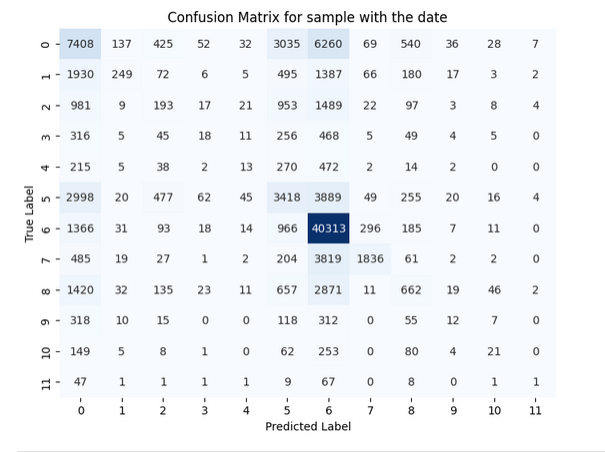 Confusion Matrix for sample with the date
0 7408 137 425 52 32 3035 6260 69 540 36 28 7
1 1930 249 72 6 5 495 1387 66 180 17 3 2
2 981 9 193 17 21 953 1489 22 97 3 8 4
3 316 5 45 18 11 256 468 5 49 4 5 0
4 215 5 38 2 13 270 472 2 14 2 0 0
5 2998 20 477 62 45 3418 3889 49 255 20 16 4
6 1366 31 93 18 14 966 40313 296 185 7 11 0
7 485 19 27 1 2 204 3819 1836 61 2 2 0
8 1420 32 135 23 11 657 2871 11 662 19 46 2
9 318 10 15 0 0 118 312 0 55 12 7 0
10 149 5 8 1 0 62 253 0 80 4 21 0
11 47 1 1 1 1 9 67 0 8 0 1 1
0 1 2 3 4 5 6 7 8 9 10 11
True Label
Predicted Label